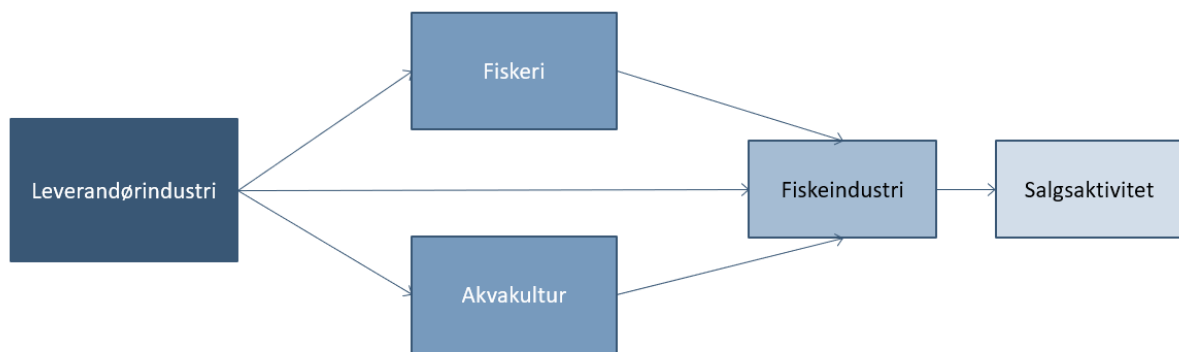 Fiskeri
Leverandørindustri
Fiskeindustri
Salgsaktivitet
Akvakultur